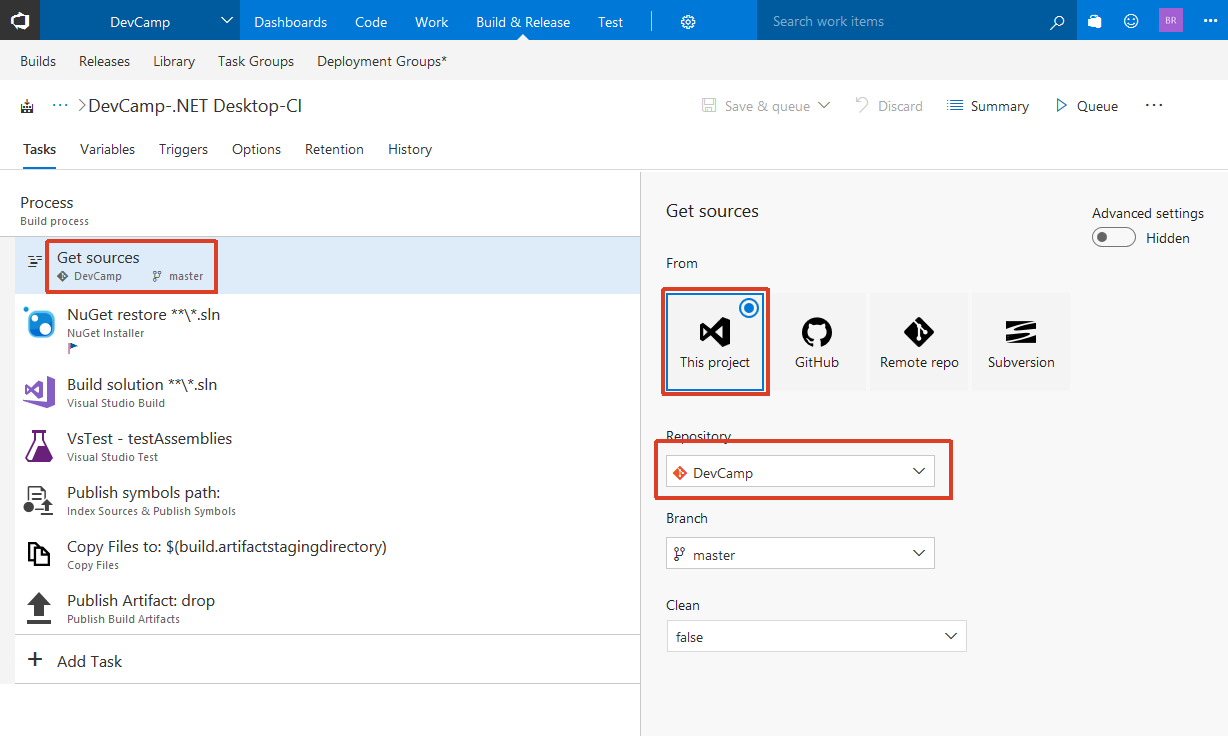 DevCamp
Dashboards Code Work Build & Release Test
Search work items
BR
Builds Releases Library Task Groups Deployment Groups*
··· >DevCamp-.NET Desktop-CI
Save & queue Discard Summary Queue ···
Tasks Variables Triggers Options Retention History
Process
Build process
Get sources
DevCamp master
NuGet restore **\*.sln
NuGet Installer
Build solution **\*.sln
Visual Studio Build
VsTest - testAssemblies
Visual Studio Test
Publish symbols path:
Index Sources & Publish Symbols
Copy Files to: $(build.artifactstagingdirectory)
Copy Files
Publish Artifact: drop
Publish Build Artifacts
+ Add Task
Get sources
Advanced settings
Hidden
From
This project GitHub Remote repo Subversion
Repository
DevCamp
Branch
master
Clean
false